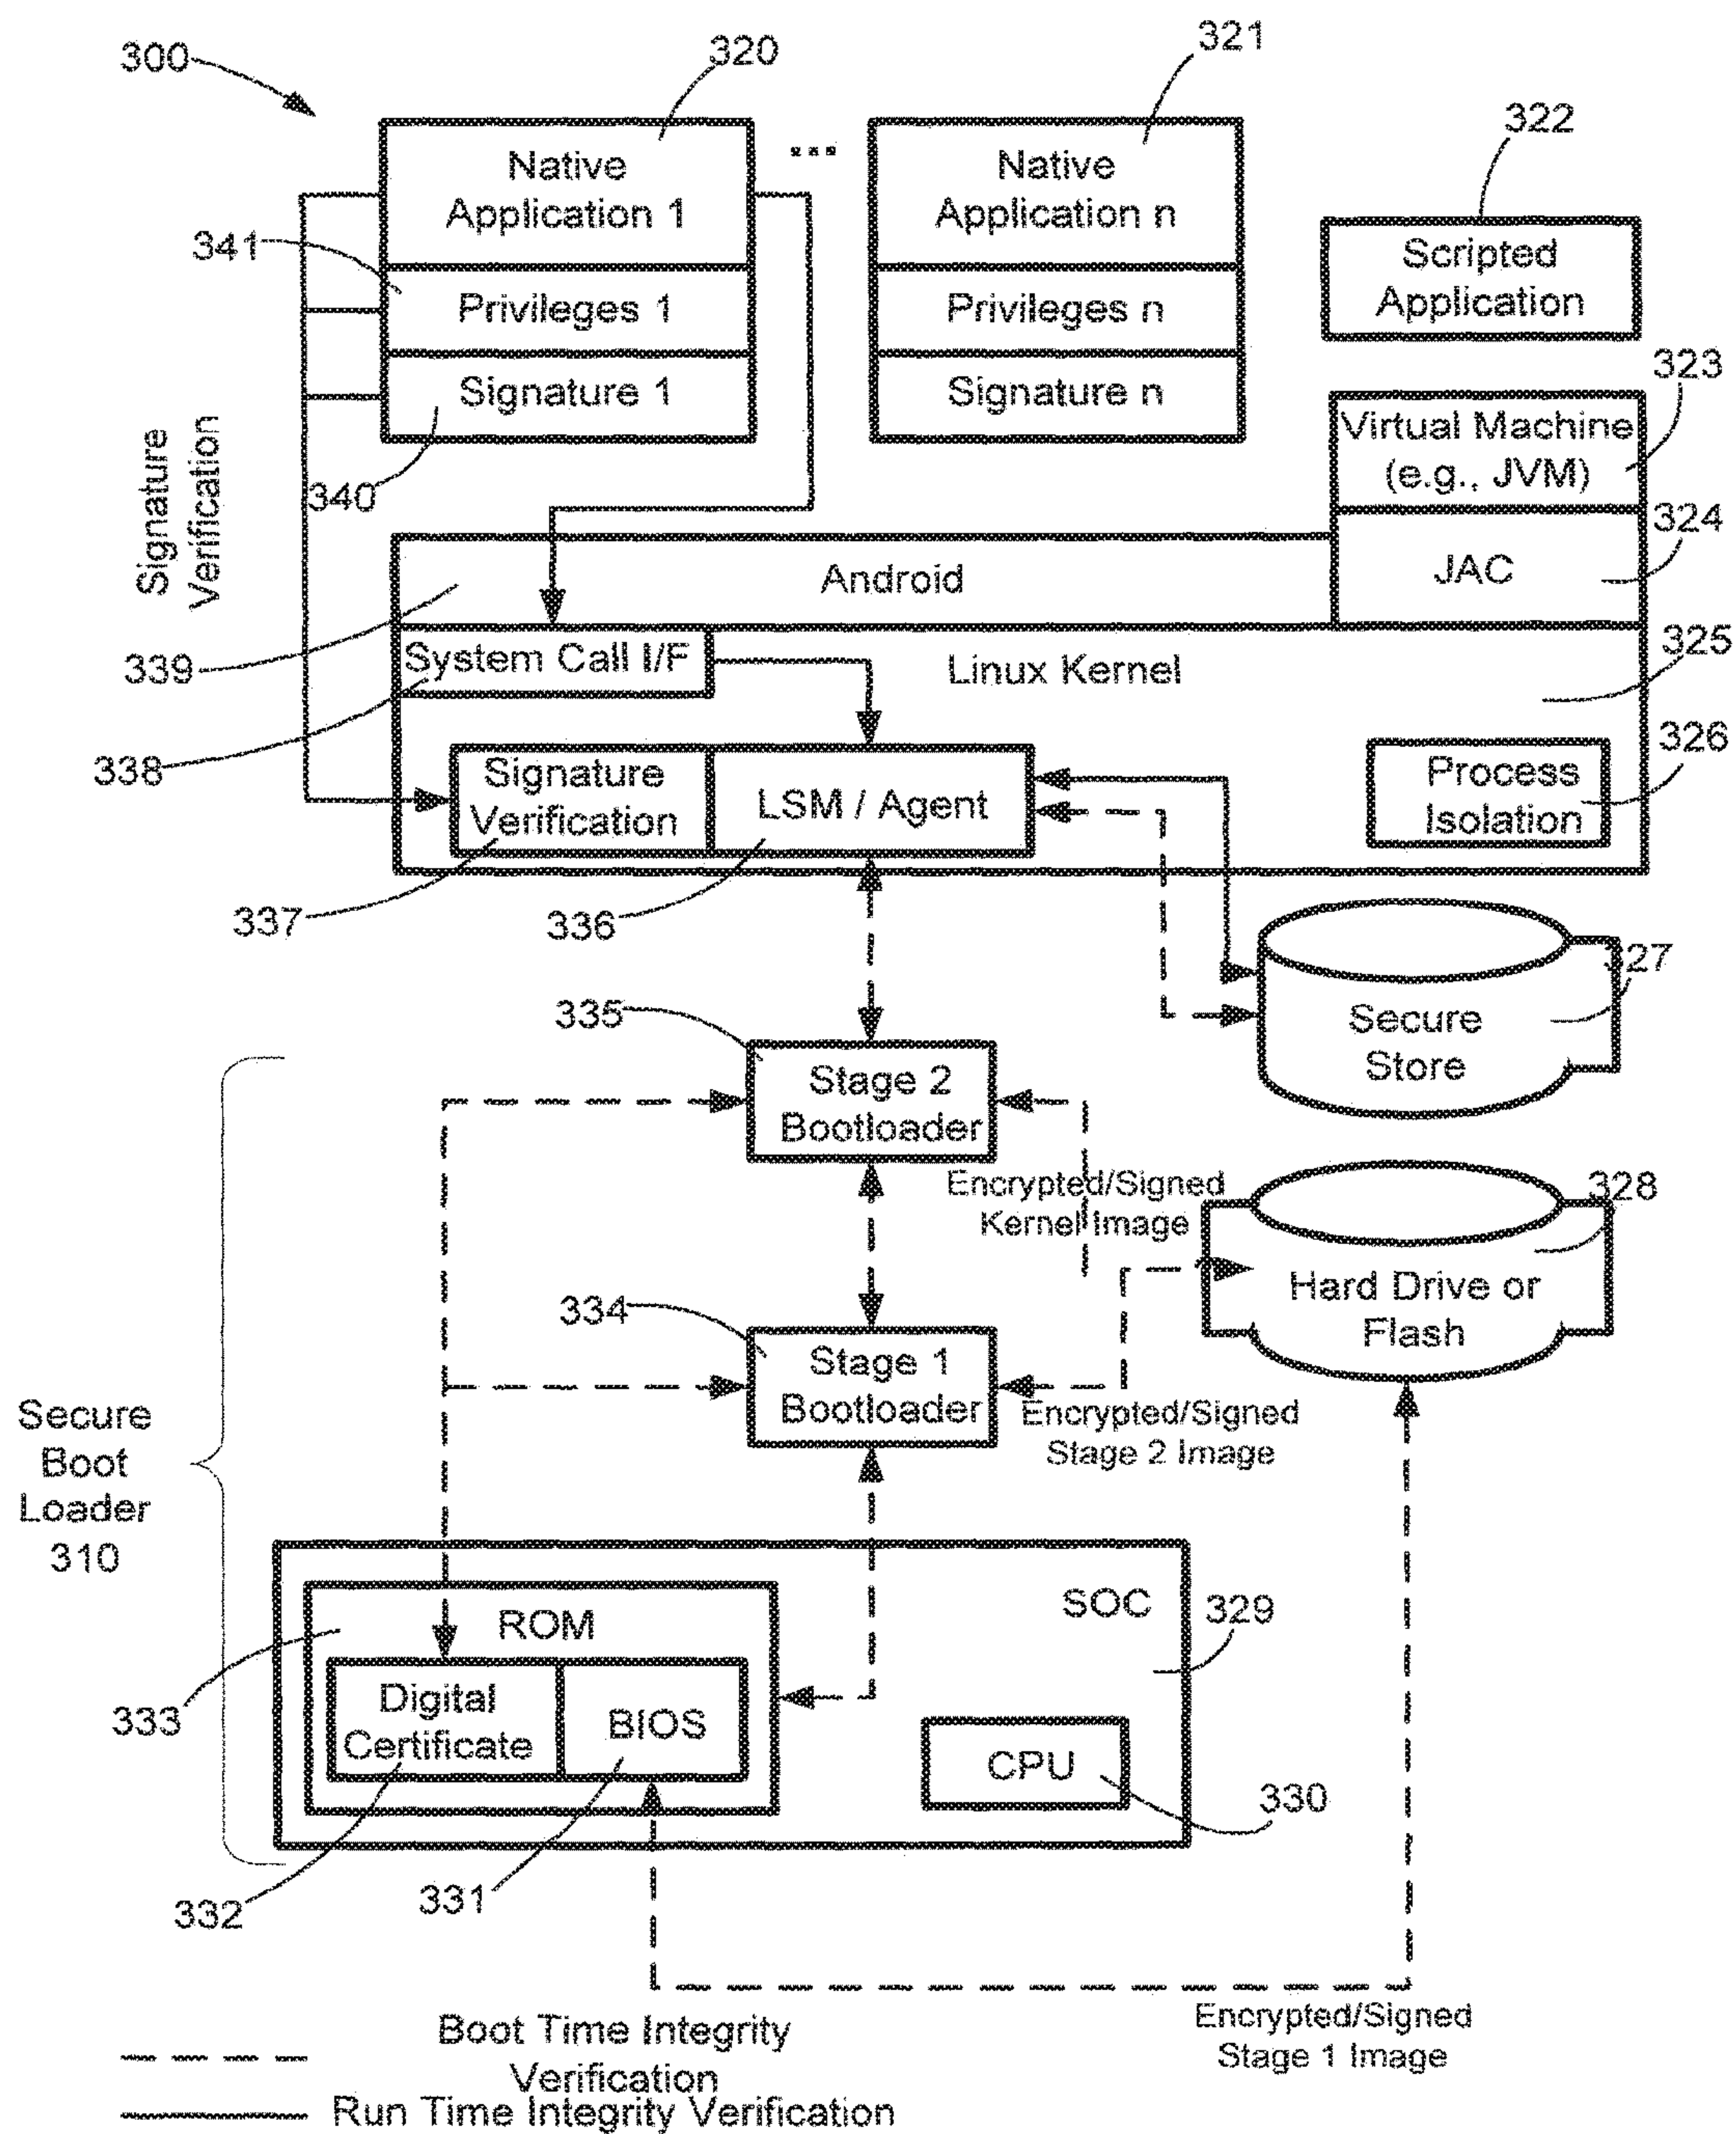 300
320
321
322
Native
Application 1
...
Native
Application n
Scripted
Application
341
Privileges 1
Privileges n
323
Signature 1
Signature n
Virtual Machine
(e.g., JVM)
340
Signature
Verification
324
Android
JAC
339
System Call I/F
Linux Kernel
325
338
326
Signature
Verification
LSM / Agent
Process
Isolation
337
336
327
335
Secure
Store
Stage 2
Bootloader
Encrypted/Signed
Kernel Image
328
Hard Drive or
Flash
334
Stage 1
Bootloader
Encrypted/Signed
Stage 2 Image
Secure
Boot
Loader
310
SOC
329
ROM
333
Digital
Certificate
BIOS
CPU
330
332
331
Encrypted/Signed
Stage 1 Image
Boot Time Integrity
Verification
Run Time Integrity Verification